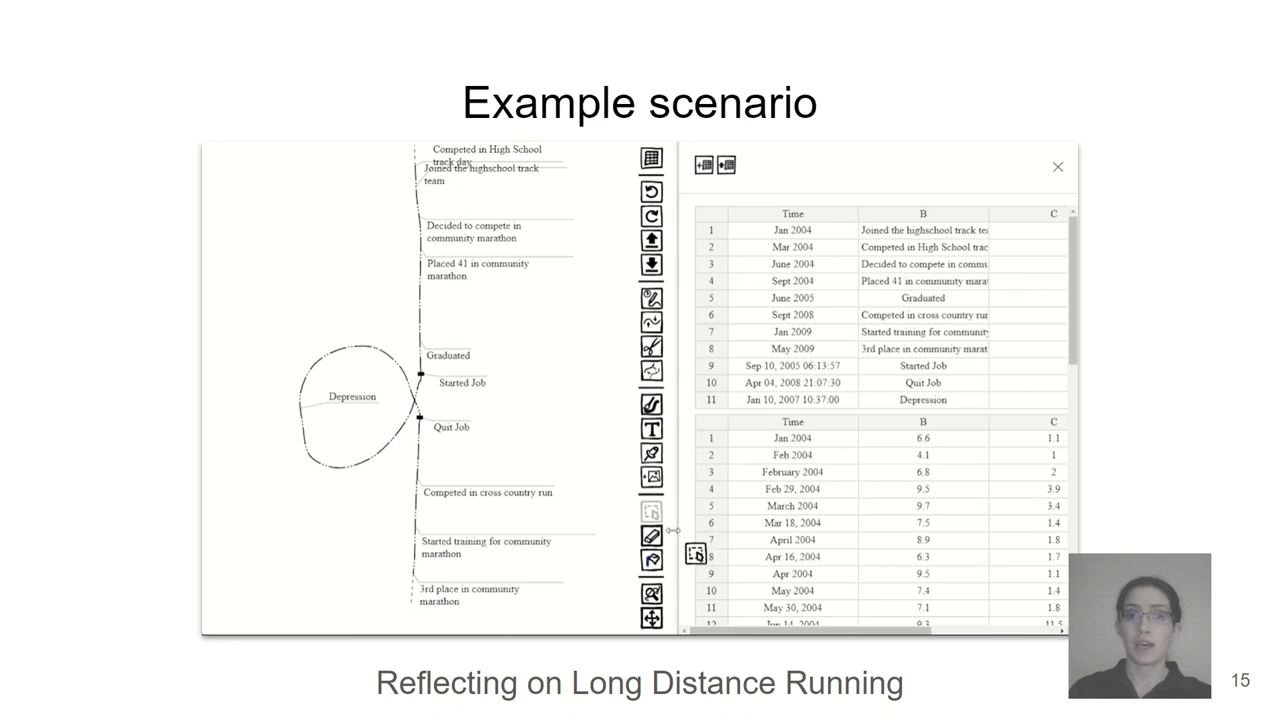 Example scenario
Competed in High School
track day
Joined the highschool track
team
Decided to compete in
community marathon
Placed 41 in community
marathon
Graduated
Started Job
Depression
Quit Job
Competed in cross country run
Started training for community
marathon
3rd place in community
marathon
Time B C
1 Jan 2004 Joined the highschool tea
2 Mar 2004 Competed in High School trac
3 June 2004 Decided to compete in commu
4 Sept 2004 Placed 41 in community marat
5 June 2005 Graduated
6 Sept 2008 Competed in cross country run
7 Jan 2009 Started training for community
8 May 2009 3rd place in community marat
9 Sep 10, 2005 06:13:57 Started Job
10 Apr 04, 2008 21:07:30 Quit Job
11 Jan 10, 2007 10:37:00 Depression
Time B C
1 Jan 2004 6.6 1.1
2 Feb 2004 4.1 1
3 February 2004 6.8 2
4 Feb 29, 2004 9.5 3.9
5 March 2004 9.7 3.4
6 Mar 18, 2004 7.5 1.4
7 April 2004 8.9 1.8
8 Apr 16, 2004 6.3 1.7
9 Apr 2004 9.5 1.1
10 May 2004 7.4 1.4
11 May 30, 2004 7.1 1.8
12 Jun 14, 2004 9.3 11.5
Reflecting on Long Distance Running
15